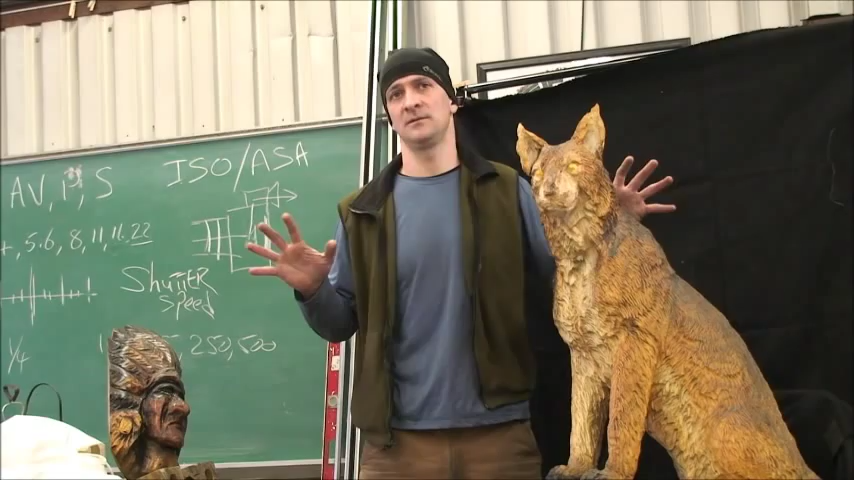 AV, P, S
ISO/ASA
5.6, 8, 11, 16, 22
Shutter
Speed
1/4
250, 500